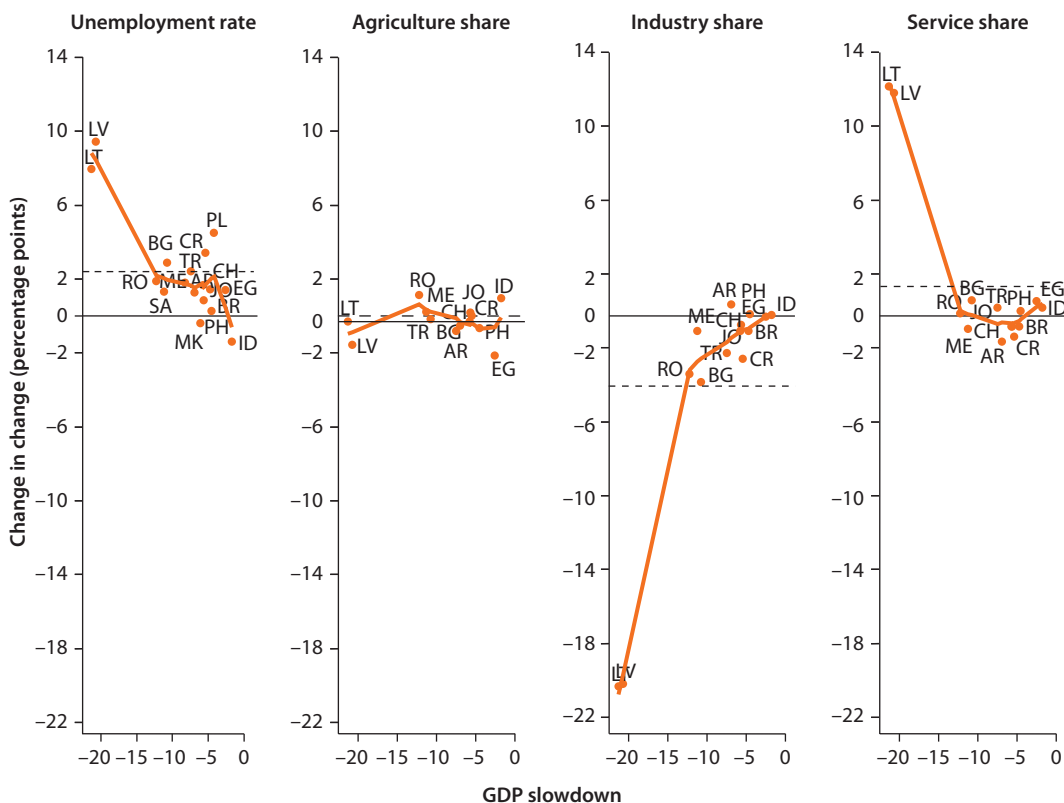 Unemployment rate
Agriculture share
Industry share
Service share
Change in change (percentage points)
14
10
6
2
0
−2
−6
−10
−14
−18
−22
−20 −15 −10 −5 0
LV
LT
PL
CR
BG
TR
CH
RO
ME
AR
JO
EG
SA
BR
PH
MK
ID
14
10
6
2
0
−2
−6
−10
−14
−18
−22
−20 −15 −10 −5 0
RO
ME
JO
ID
LT
CH
CR
TR
BG
PH
LV
AR
EG
14
10
6
2
0
−2
−6
−10
−14
−18
−22
−20 −15 −10 −5 0
AR PH
EG
ID
ME
CH
JO
BR
TR
CR
RO
BG
LT
LV
14
10
6
2
0
−2
−6
−10
−14
−18
−22
−20 −15 −10 −5 0
LT
LV
BG
EG
RO
JO
TR
PH
ID
ME
CH
BR
AR
CR
GDP slowdown